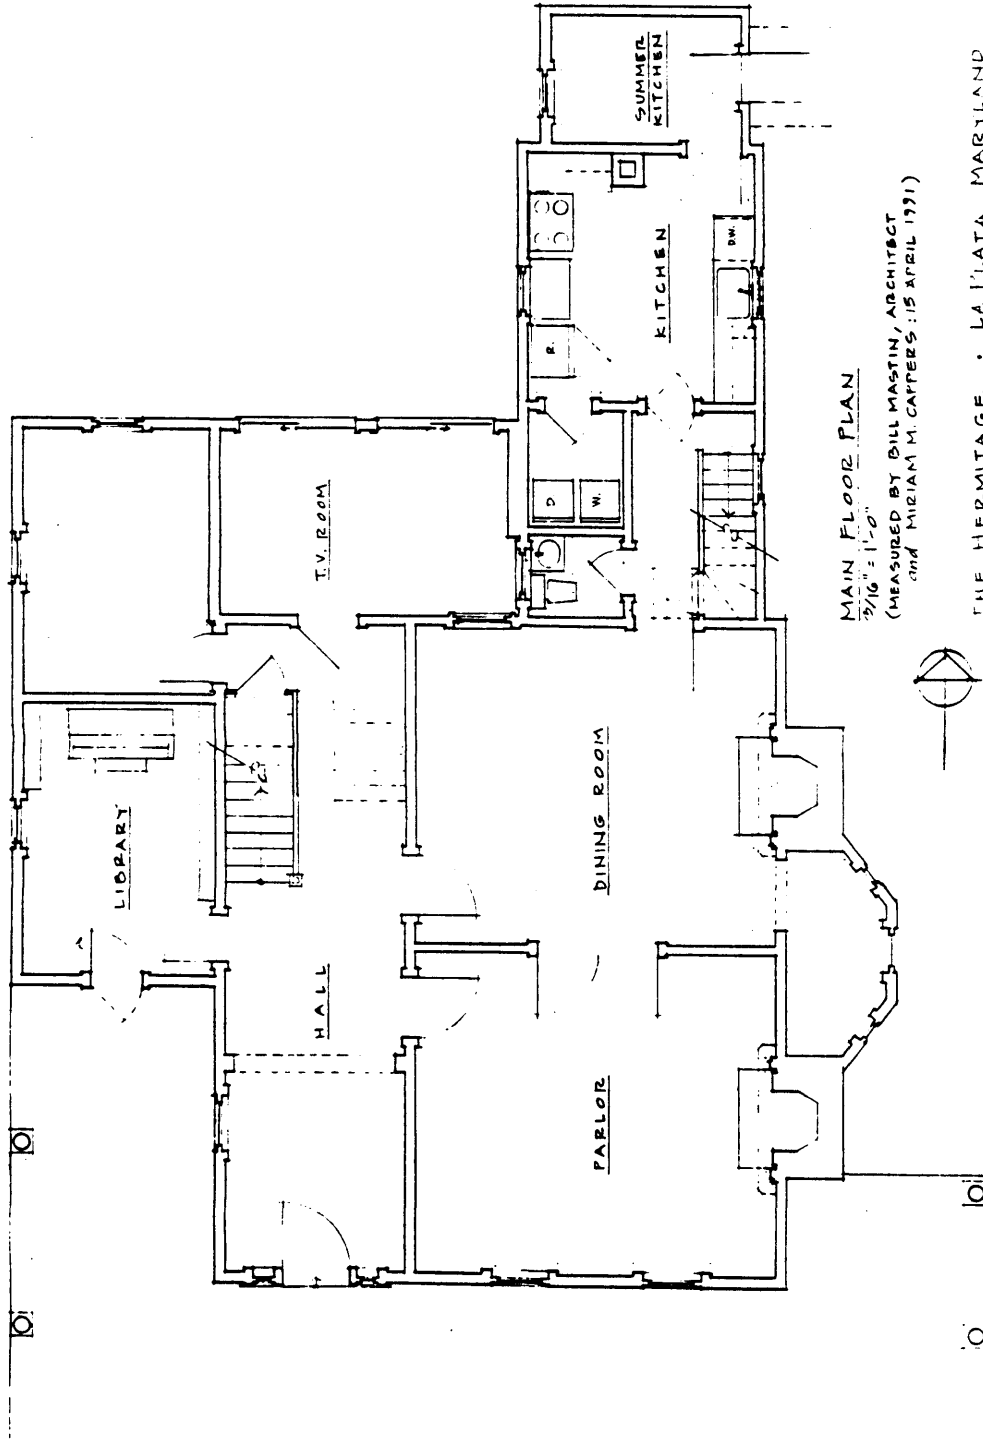 SUMMER
KITCHEN
KITCHEN
D.W.
R.
D
W.
T.V. ROOM
LIBRARY
DINING ROOM
HALL
PARLOR
MAIN FLOOR PLAN
3/16" = 1'-0"
(MEASURED BY BILL MASTIN, ARCHITECT
and MIRIAM M. CAPPERS : 15 APRIL 1991)
THE HERMITAGE · LA PLATA MARYLAND